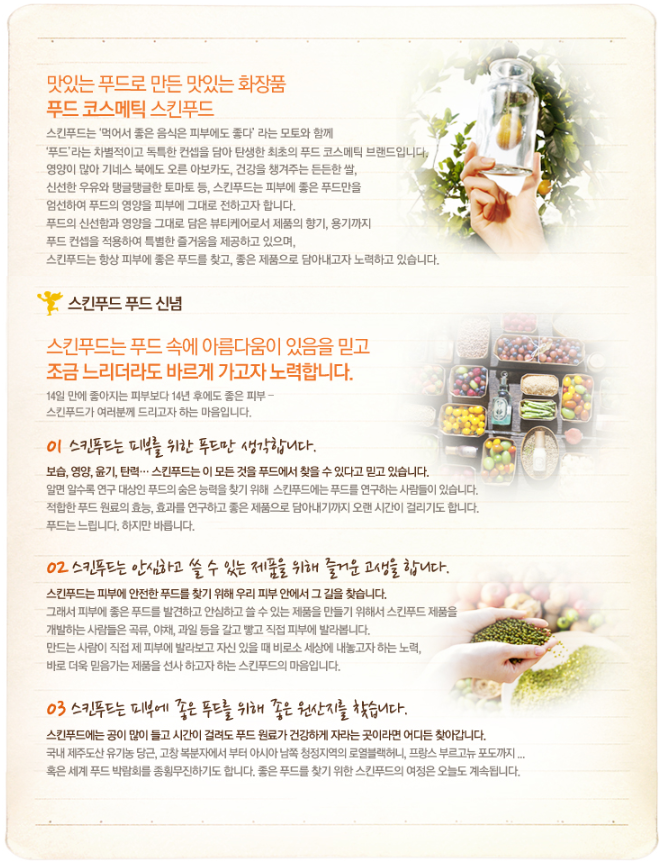 맛있는 푸드로 만든 맛있는 화장품
푸드 코스메틱 스킨푸드
스킨푸드는 '먹어서 좋은 음식은 피부에도 좋다' 라는 모토와 함께
'푸드'라는 차별적이고 독특한 컨셉을 담아 탄생한 최초의 푸드 코스메틱 브랜드입니다.
영양이 많아 기네스 북에도 오른 아보카도, 건강을 챙겨주는 든든한 쌀,
신선한 우유와 탱글탱글한 토마토 등, 스킨푸드는 피부에 좋은 푸드만을
엄선하여 푸드의 영양을 피부에 그대로 전하고자 합니다.
푸드의 신선함과 영양을 그대로 담은 뷰티케어로서 제품의 향기, 용기까지
푸드 컨셉을 적용하여 특별한 즐거움을 제공하고 있으며,
스킨푸드는 항상 피부에 좋은 푸드를 찾고, 좋은 제품으로 담아내고자 노력하고 있습니다.
스킨푸드 푸드 신념
스킨푸드는 푸드 속에 아름다움이 있음을 믿고
조금 느리더라도 바르게 가고자 노력합니다.
14일 만에 좋아지는 피부보다 14년 후에도 좋은 피부 -
스킨푸드가 여러분께 드리고자 하는 마음입니다.
01 스킨푸드는 피부를 위한 푸드만 생각합니다.
보습, 영양, 윤기, 탄력… 스킨푸드는 이 모든 것을 푸드에서 찾을 수 있다고 믿고 있습니다.
알면 알수록 연구 대상인 푸드의 숨은 능력을 찾기 위해 스킨푸드에는 푸드를 연구하는 사람들이 있습니다.
적합한 푸드 원료의 효능, 효과를 연구하고 좋은 제품으로 담아내기까지 오랜 시간이 걸리기도 합니다.
푸드는 느립니다. 하지만 바릅니다.
02 스킨푸드는 안심하고 쓸 수 있는 제품을 위해 즐거운 고생을 합니다.
스킨푸드는 피부에 안전한 푸드를 찾기 위해 우리 피부 안에서 그 길을 찾습니다.
그래서 피부에 좋은 푸드를 발견하고 안심하고 쓸 수 있는 제품을 만들기 위해서 스킨푸드 제품을
개발하는 사람들은 곡류, 야채, 과일 등을 갈고 빻고 직접 피부에 발라봅니다.
만드는 사람이 직접 제 피부에 발라보고 자신 있을 때 비로소 세상에 내놓고자 하는 노력,
바로 더욱 믿음가는 제품을 선사 하고자 하는 스킨푸드의 마음입니다.
03 스킨푸드는 피부에 좋은 푸드를 위해 좋은 원산지를 찾습니다.
스킨푸드에는 공이 많이 들고 시간이 걸려도 푸드 원료가 건강하게 자라는 곳이라면 어디든 찾아갑니다.
국내 제주도산 유기농 당근, 고창 복분자에서 부터 아시아 남쪽 청정지역의 로열블랙허니, 프랑스 부르고뉴 포도까지 ...
혹은 세계 푸드 박람회를 종횡무진하기도 합니다. 좋은 푸드를 찾기 위한 스킨푸드의 여정은 오늘도 계속됩니다.